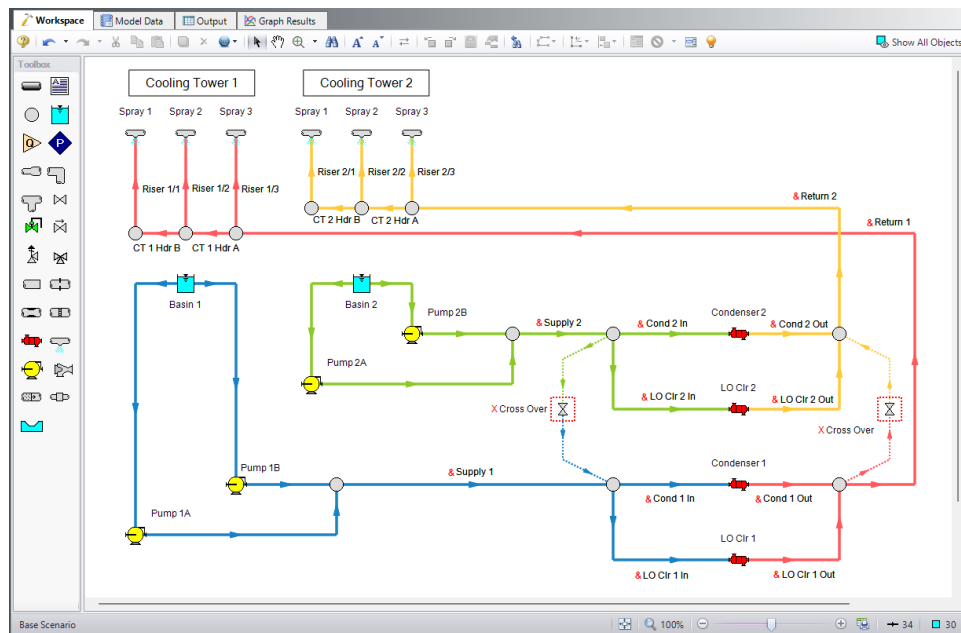 Workspace Model Data Output Graph Results
Show All Objects
Toolbox
Cooling Tower 1 Cooling Tower 2
Spray 1 Spray 2 Spray 3 Spray 1 Spray 2 Spray 3
Riser 1/1 Riser 1/2 Riser 1/3 Riser 2/1 Riser 2/2 Riser 2/3
& Return 2
CT 2 Hdr B CT 2 Hdr A
& Return 1
CT 1 Hdr B CT 1 Hdr A
Basin 1 Basin 2
Pump 2B Condenser 2
& Supply 2 & Cond 2 In & Cond 2 Out
Pump 2A
LO Clr 2
& LO Clr 2 In & LO Clr 2 Out
X Cross Over
X Cross Over
Pump 1B & Supply 1 Condenser 1
& Cond 1 In & Cond 1 Out
Pump 1A
LO Clr 1
& LO Clr 1 In & LO Clr 1 Out
Base Scenario 100% 34 30